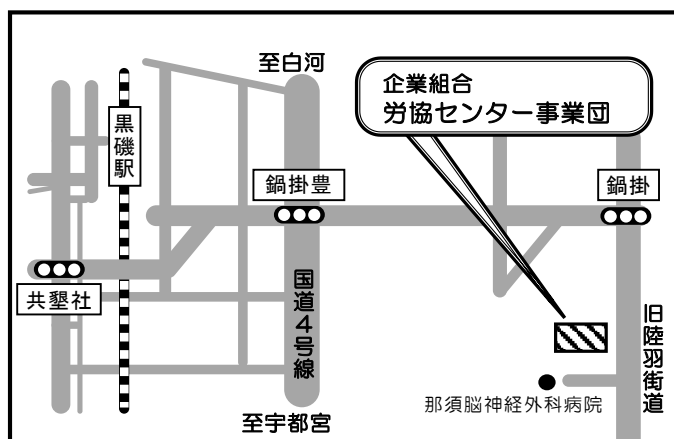 至白河
企業組合
労協センター事業団
黒磯駅
鍋掛豊
鍋掛
共墾社
国道4号線
旧陸羽街道
那須脳神経外科病院
至宇都宮